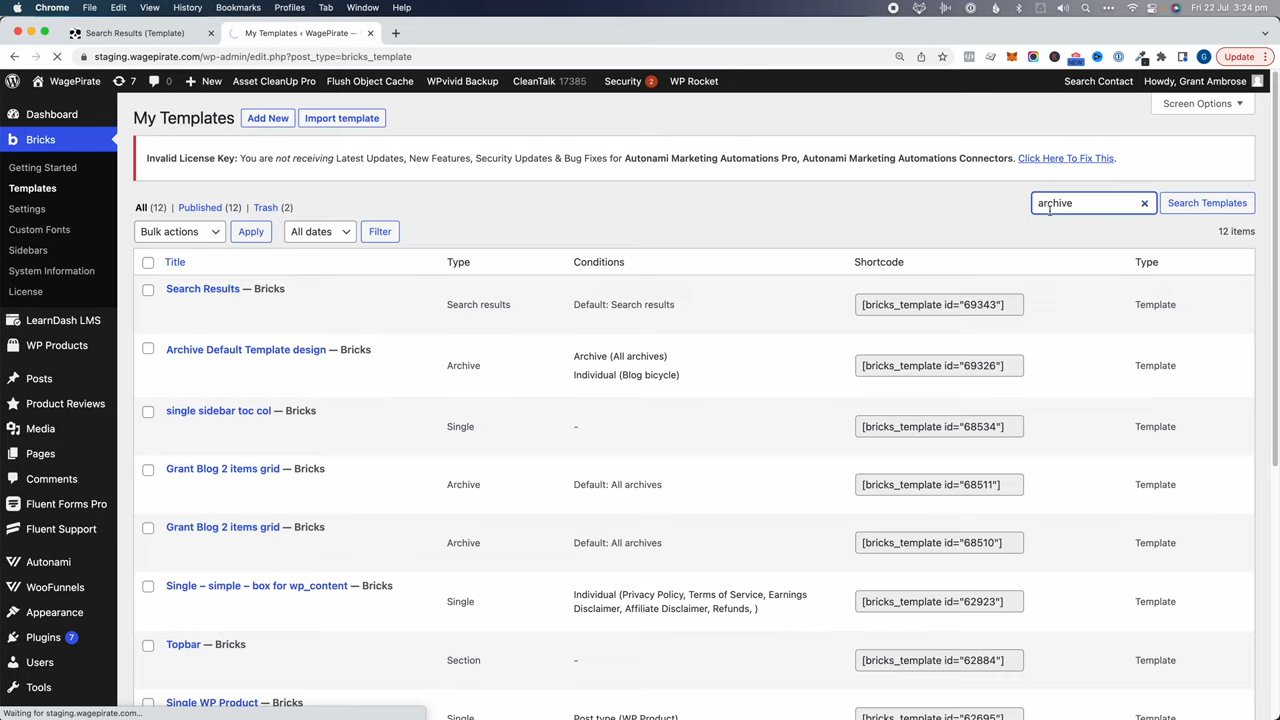 Chrome File Edit View History Bookmarks Profiles Tab Window Help Fri 22 Jul 3:24 pm
Search Results (Template) My Templates ‹ WagePirate —
staging.wagepirate.com/wp-admin/edit.php?post_type=bricks_template NEW G Update
WagePirate 7 0 New Asset CleanUp Pro Flush Object Cache WPvivid Backup CleanTalk 17385 Security 2 WP Rocket Search Contact Howdy, Grant Ambrose
Screen Options
Dashboard
Bricks
Getting Started
Templates
Settings
Custom Fonts
Sidebars
System Information
License
LearnDash LMS
WP Products
Posts
Product Reviews
Media
Pages
Comments
Fluent Forms Pro
Fluent Support
Autonami
WooFunnels
Appearance
Plugins 7
Users
Tools
My Templates Add New Import template
Invalid License Key: You are not receiving Latest Updates, New Features, Security Updates & Bug Fixes for Autonami Marketing Automations Pro, Autonami Marketing Automations Connectors. Click Here To Fix This.
All (12) | Published (12) | Trash (2)
archive Search Templates
Bulk actions Apply All dates Filter 12 items
Title Type Conditions Shortcode Type
Search Results — Bricks Search results Default: Search results [bricks_template id="69343"] Template
Archive Default Template design — Bricks Archive Archive (All archives) [bricks_template id="69326"] Template
Individual (Blog bicycle)
single sidebar toc col — Bricks Single - [bricks_template id="68534"] Template
Grant Blog 2 items grid — Bricks Archive Default: All archives [bricks_template id="68511"] Template
Grant Blog 2 items grid — Bricks Archive Default: All archives [bricks_template id="68510"] Template
Single – simple – box for wp_content — Bricks Single Individual (Privacy Policy, Terms of Service, Earnings [bricks_template id="62923"] Template
Disclaimer, Affiliate Disclaimer, Refunds, )
Topbar — Bricks Section - [bricks_template id="62884"] Template
Single WP Product — Bricks Single Post type (WP Product) [bricks_template id="62695"] Template
Waiting for staging.wagepirate.com...